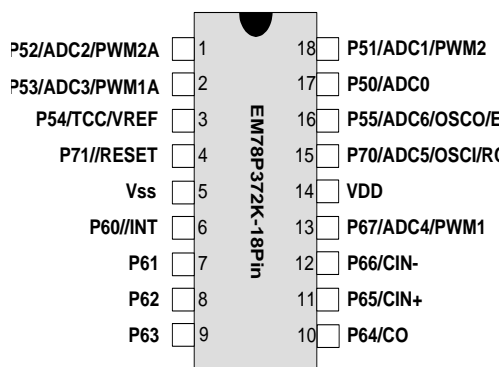 P52/ADC2/PWM2A 1 18 P51/ADC1/PWM2
P53/ADC3/PWM1A 2 17 P50/ADC0
P54/TCC/VREF 3 16 P55/ADC6/OSCO/E
P71//RESET 4 15 P70/ADC5/OSCI/RC
Vss 5 14 VDD
P60//INT 6 13 P67/ADC4/PWM1
P61 7 12 P66/CIN-
P62 8 11 P65/CIN+
P63 9 10 P64/CO
EM78P372K-18Pin